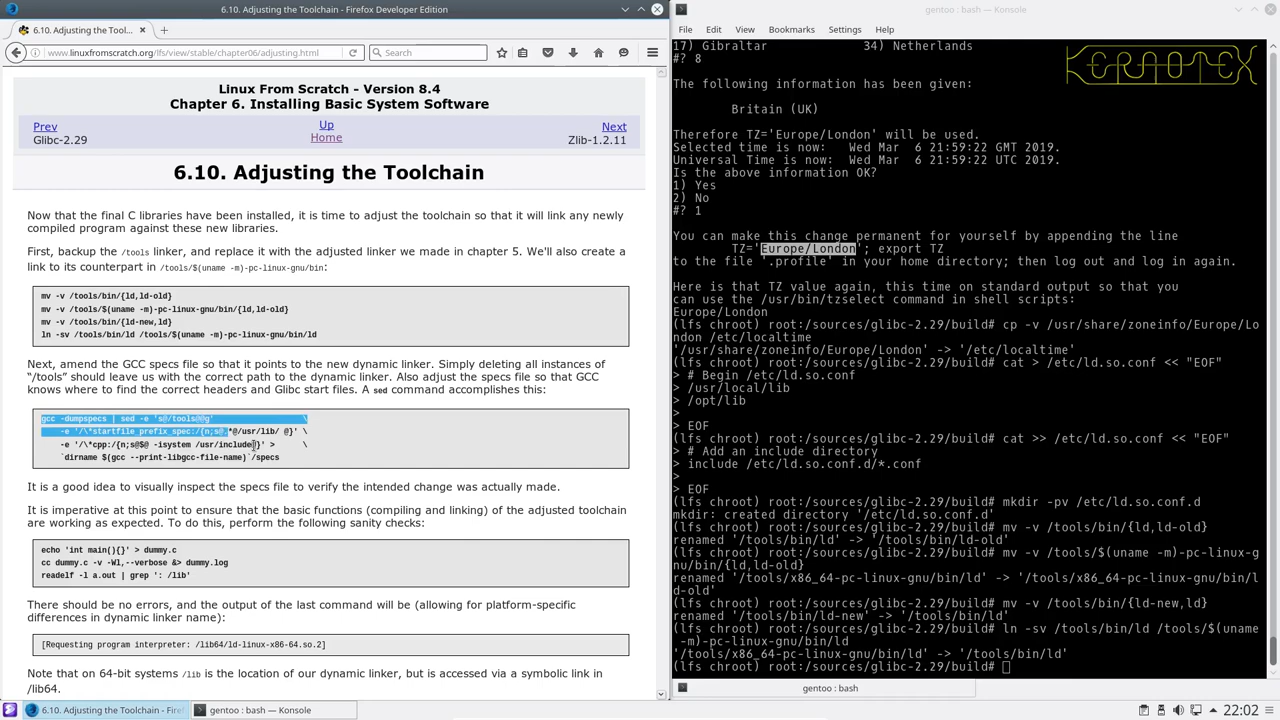 6.10. Adjusting the Toolchain - Firefox Developer Edition
6.10. Adjusting the Tool...
www.linuxfromscratch.org/lfs/view/stable/chapter06/adjusting.html
Search
Linux From Scratch - Version 8.4
Chapter 6. Installing Basic System Software
Prev
Up
Next
Glibc-2.29
Home
Zlib-1.2.11
6.10. Adjusting the Toolchain
Now that the final C libraries have been installed, it is time to adjust the toolchain so that it will link any newly
compiled program against these new libraries.
First, backup the /tools linker, and replace it with the adjusted linker we made in chapter 5. We'll also create a
link to its counterpart in /tools/$(uname -m)-pc-linux-gnu/bin:
mv -v /tools/bin/{ld,ld-old}
mv -v /tools/$(uname -m)-pc-linux-gnu/bin/{ld,ld-old}
mv -v /tools/bin/{ld-new,ld}
ln -sv /tools/bin/ld /tools/$(uname -m)-pc-linux-gnu/bin/ld
Next, amend the GCC specs file so that it points to the new dynamic linker. Simply deleting all instances of
“/tools” should leave us with the correct path to the dynamic linker. Also adjust the specs file so that GCC
knows where to find the correct headers and Glibc start files. A sed command accomplishes this:
gcc -dumpspecs | sed -e 's@/tools@@g' \
-e '/\*startfile_prefix_spec:/{n;s@.*@/usr/lib/ @}' \
-e '/\*cpp:/{n;s@$@ -isystem /usr/include@}' > \
`dirname $(gcc --print-libgcc-file-name)`/specs
It is a good idea to visually inspect the specs file to verify the intended change was actually made.
It is imperative at this point to ensure that the basic functions (compiling and linking) of the adjusted toolchain
are working as expected. To do this, perform the following sanity checks:
echo 'int main(){}' > dummy.c
cc dummy.c -v -Wl,--verbose &> dummy.log
readelf -l a.out | grep ': /lib'
There should be no errors, and the output of the last command will be (allowing for platform-specific
differences in dynamic linker name):
[Requesting program interpreter: /lib64/ld-linux-x86-64.so.2]
Note that on 64-bit systems /lib is the location of our dynamic linker, but is accessed via a symbolic link in
/lib64.
gentoo : bash — Konsole
File Edit View Bookmarks Settings Help
KERNOTEX
17) Gibraltar 34) Netherlands
#? 8
The following information has been given:
Britain (UK)
Therefore TZ='Europe/London' will be used.
Selected time is now: Wed Mar 6 21:59:22 GMT 2019.
Universal Time is now: Wed Mar 6 21:59:22 UTC 2019.
Is the above information OK?
1) Yes
2) No
#? 1
You can make this change permanent for yourself by appending the line
TZ='Europe/London'; export TZ
to the file '.profile' in your home directory; then log out and log in again.
Here is that TZ value again, this time on standard output so that you
can use the /usr/bin/tzselect command in shell scripts:
Europe/London
(lfs chroot) root:/sources/glibc-2.29/build# cp -v /usr/share/zoneinfo/Europe/Lo
ndon /etc/localtime
'/usr/share/zoneinfo/Europe/London' -> '/etc/localtime'
(lfs chroot) root:/sources/glibc-2.29/build# cat > /etc/ld.so.conf << "EOF"
> # Begin /etc/ld.so.conf
> /usr/local/lib
> /opt/lib
>
> EOF
(lfs chroot) root:/sources/glibc-2.29/build# cat >> /etc/ld.so.conf << "EOF"
> # Add an include directory
> include /etc/ld.so.conf.d/*.conf
>
> EOF
(lfs chroot) root:/sources/glibc-2.29/build# mkdir -pv /etc/ld.so.conf.d
mkdir: created directory '/etc/ld.so.conf.d'
(lfs chroot) root:/sources/glibc-2.29/build# mv -v /tools/bin/{ld,ld-old}
renamed '/tools/bin/ld' -> '/tools/bin/ld-old'
(lfs chroot) root:/sources/glibc-2.29/build# mv -v /tools/$(uname -m)-pc-linux-g
nu/bin/{ld,ld-old}
renamed '/tools/x86_64-pc-linux-gnu/bin/ld' -> '/tools/x86_64-pc-linux-gnu/bin/l
d-old'
(lfs chroot) root:/sources/glibc-2.29/build# mv -v /tools/bin/{ld-new,ld}
renamed '/tools/bin/ld-new' -> '/tools/bin/ld'
(lfs chroot) root:/sources/glibc-2.29/build# ln -sv /tools/bin/ld /tools/$(uname
-m)-pc-linux-gnu/bin/ld
'/tools/x86_64-pc-linux-gnu/bin/ld' -> '/tools/bin/ld'
(lfs chroot) root:/sources/glibc-2.29/build#
gentoo : bash
6.10. Adjusting the Toolchain - Firef
gentoo : bash — Konsole
22:02